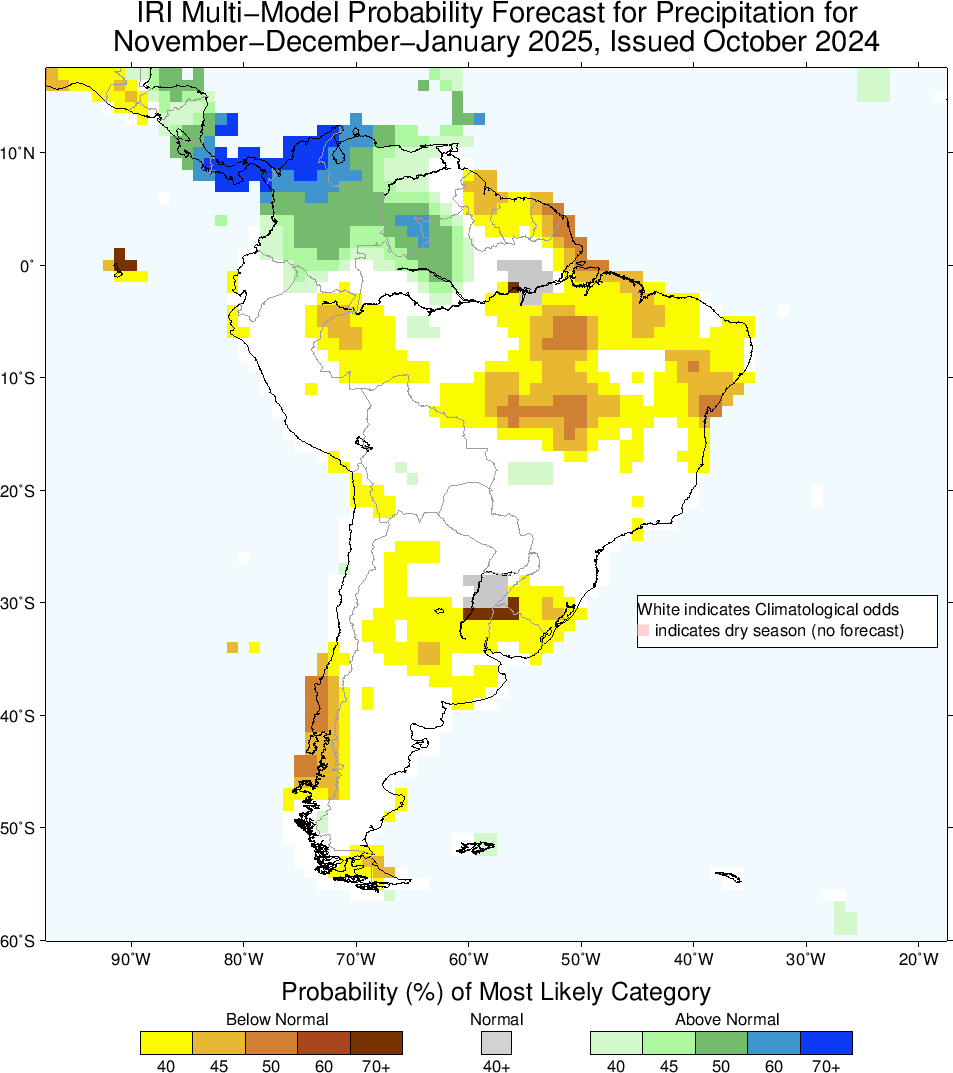 IRI Multi−Model Probability Forecast for Precipitation for
November−December−January 2025, Issued October 2024
10˚N
0˚
10˚S
20˚S
30˚S
40˚S
50˚S
60˚S
White indicates Climatological odds
indicates dry season (no forecast)
90˚W 80˚W 70˚W 60˚W 50˚W 40˚W 30˚W 20˚W
Probability (%) of Most Likely Category
Below Normal Normal Above Normal
40 45 50 60 70+ 40+ 40 45 50 60 70+